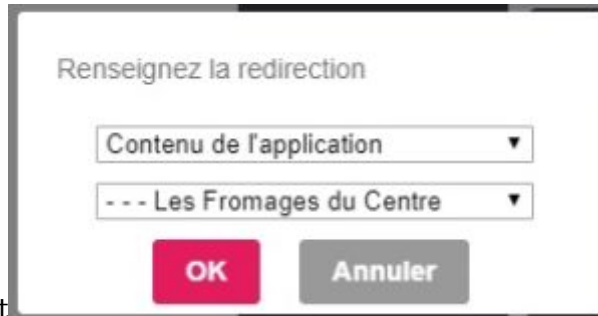 Renseignez la redirection
Contenu de l'application
- - - Les Fromages du Centre
OK Annuler
t